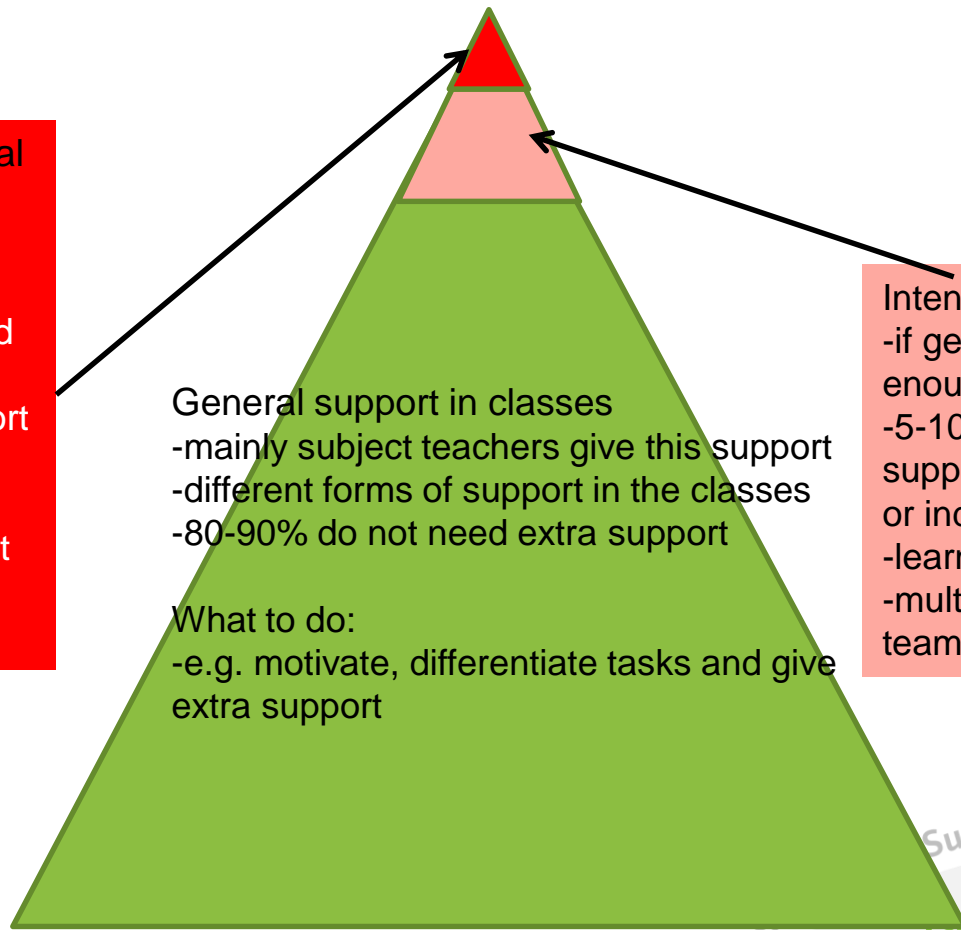 al
d
ort
t
General support in classes
-mainly subject teachers give this support
-different forms of support in the classes
-80-90% do not need extra support
What to do:
-e.g. motivate, differentiate tasks and give
extra support
Inten
-if ge
enou
-5-10
supp
or inc
-learn
-mult
team
Su